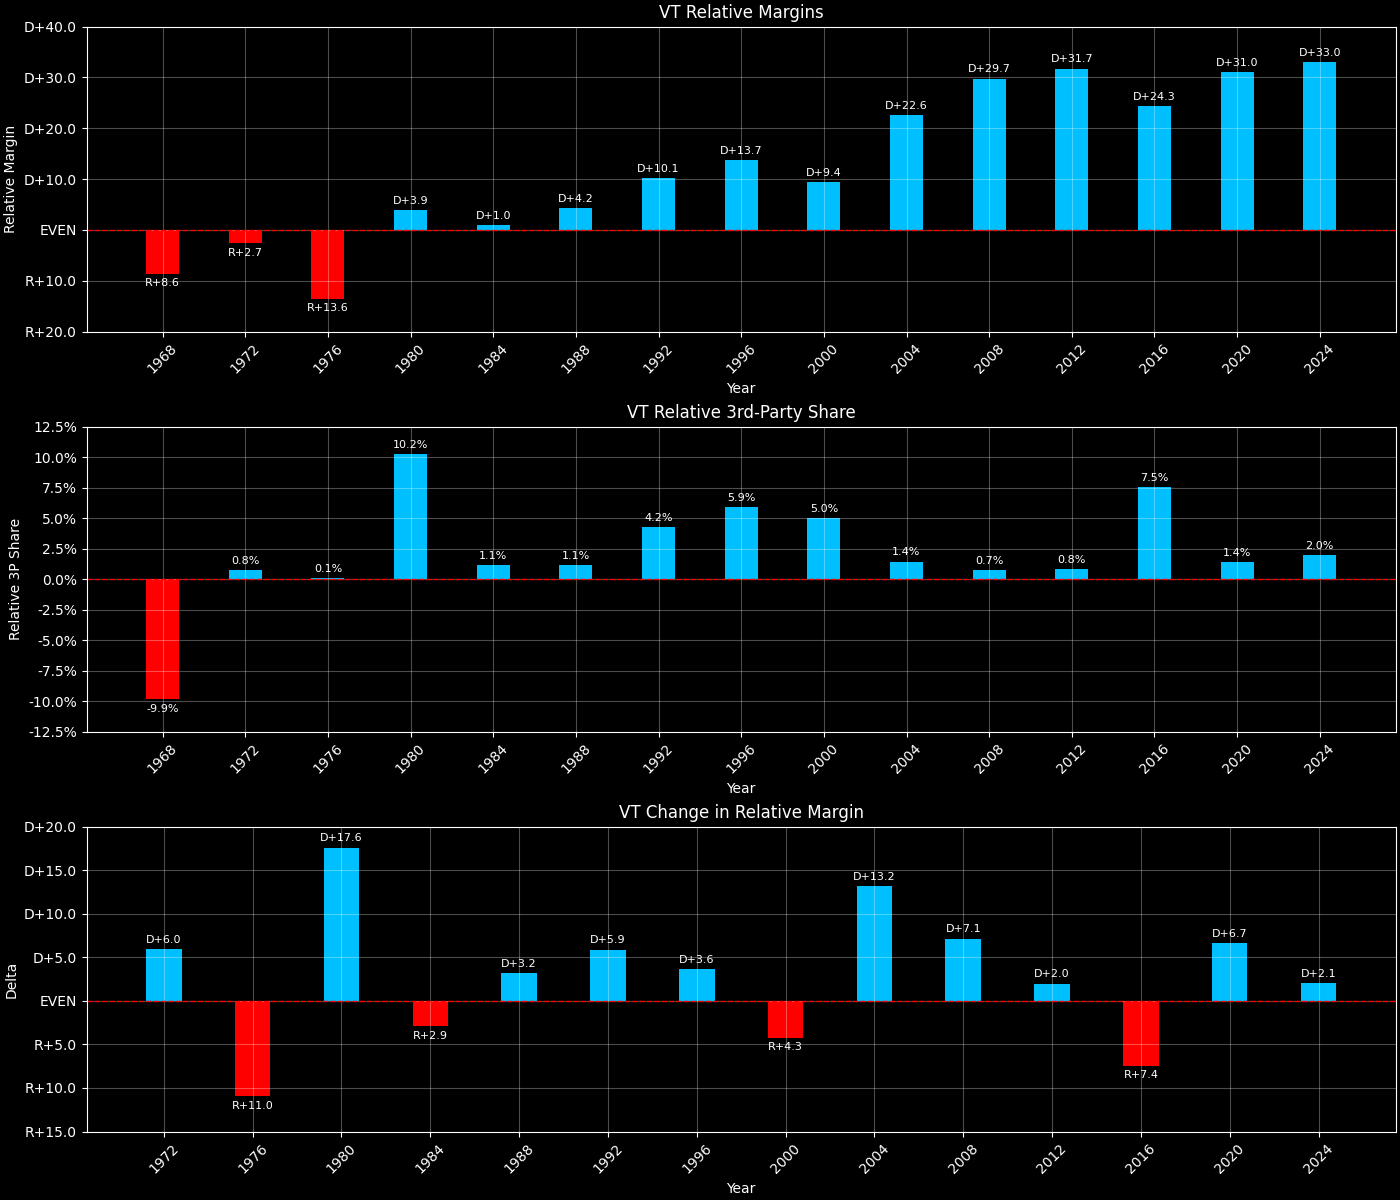 VT Relative Margins
D+40.0
D+30.0
D+20.0
D+10.0
EVEN
R+10.0
R+20.0
Relative Margin
R+8.6
R+2.7
R+13.6
D+3.9
D+1.0
D+4.2
D+10.1
D+13.7
D+9.4
D+22.6
D+29.7
D+31.7
D+24.3
D+31.0
D+33.0
1968
1972
1976
1980
1984
1988
1992
1996
2000
2004
2008
2012
2016
2020
2024
Year
VT Relative 3rd-Party Share
12.5%
10.0%
7.5%
5.0%
2.5%
0.0%
-2.5%
-5.0%
-7.5%
-10.0%
-12.5%
Relative 3P Share
-9.9%
0.8%
0.1%
10.2%
1.1%
1.1%
4.2%
5.9%
5.0%
1.4%
0.7%
0.8%
7.5%
1.4%
2.0%
1968
1972
1976
1980
1984
1988
1992
1996
2000
2004
2008
2012
2016
2020
2024
Year
VT Change in Relative Margin
D+20.0
D+15.0
D+10.0
D+5.0
EVEN
R+5.0
R+10.0
R+15.0
Delta
D+6.0
R+11.0
D+17.6
R+2.9
D+3.2
D+5.9
D+3.6
R+4.3
D+13.2
D+7.1
D+2.0
R+7.4
D+6.7
D+2.1
1972
1976
1980
1984
1988
1992
1996
2000
2004
2008
2012
2016
2020
2024
Year